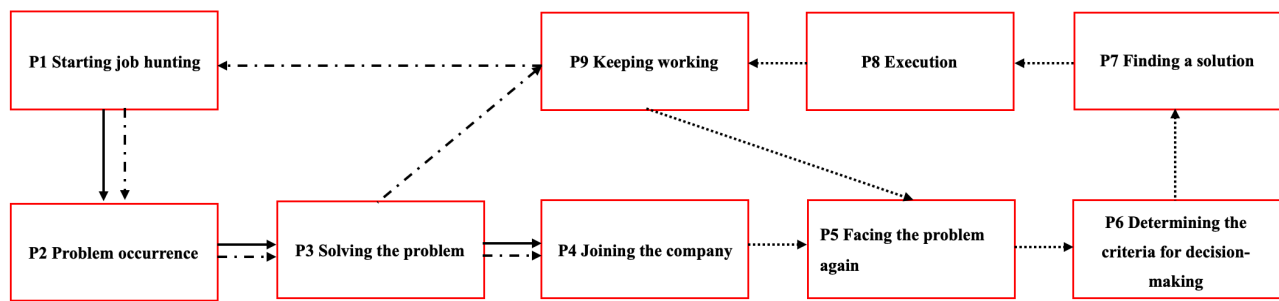 P1 Starting job hunting
P9 Keeping working
P8 Execution
P7 Finding a solution
P2 Problem occurrence
P3 Solving the problem
P4 Joining the company
P5 Facing the problem
again
P6 Determining the
criteria for decision-
making